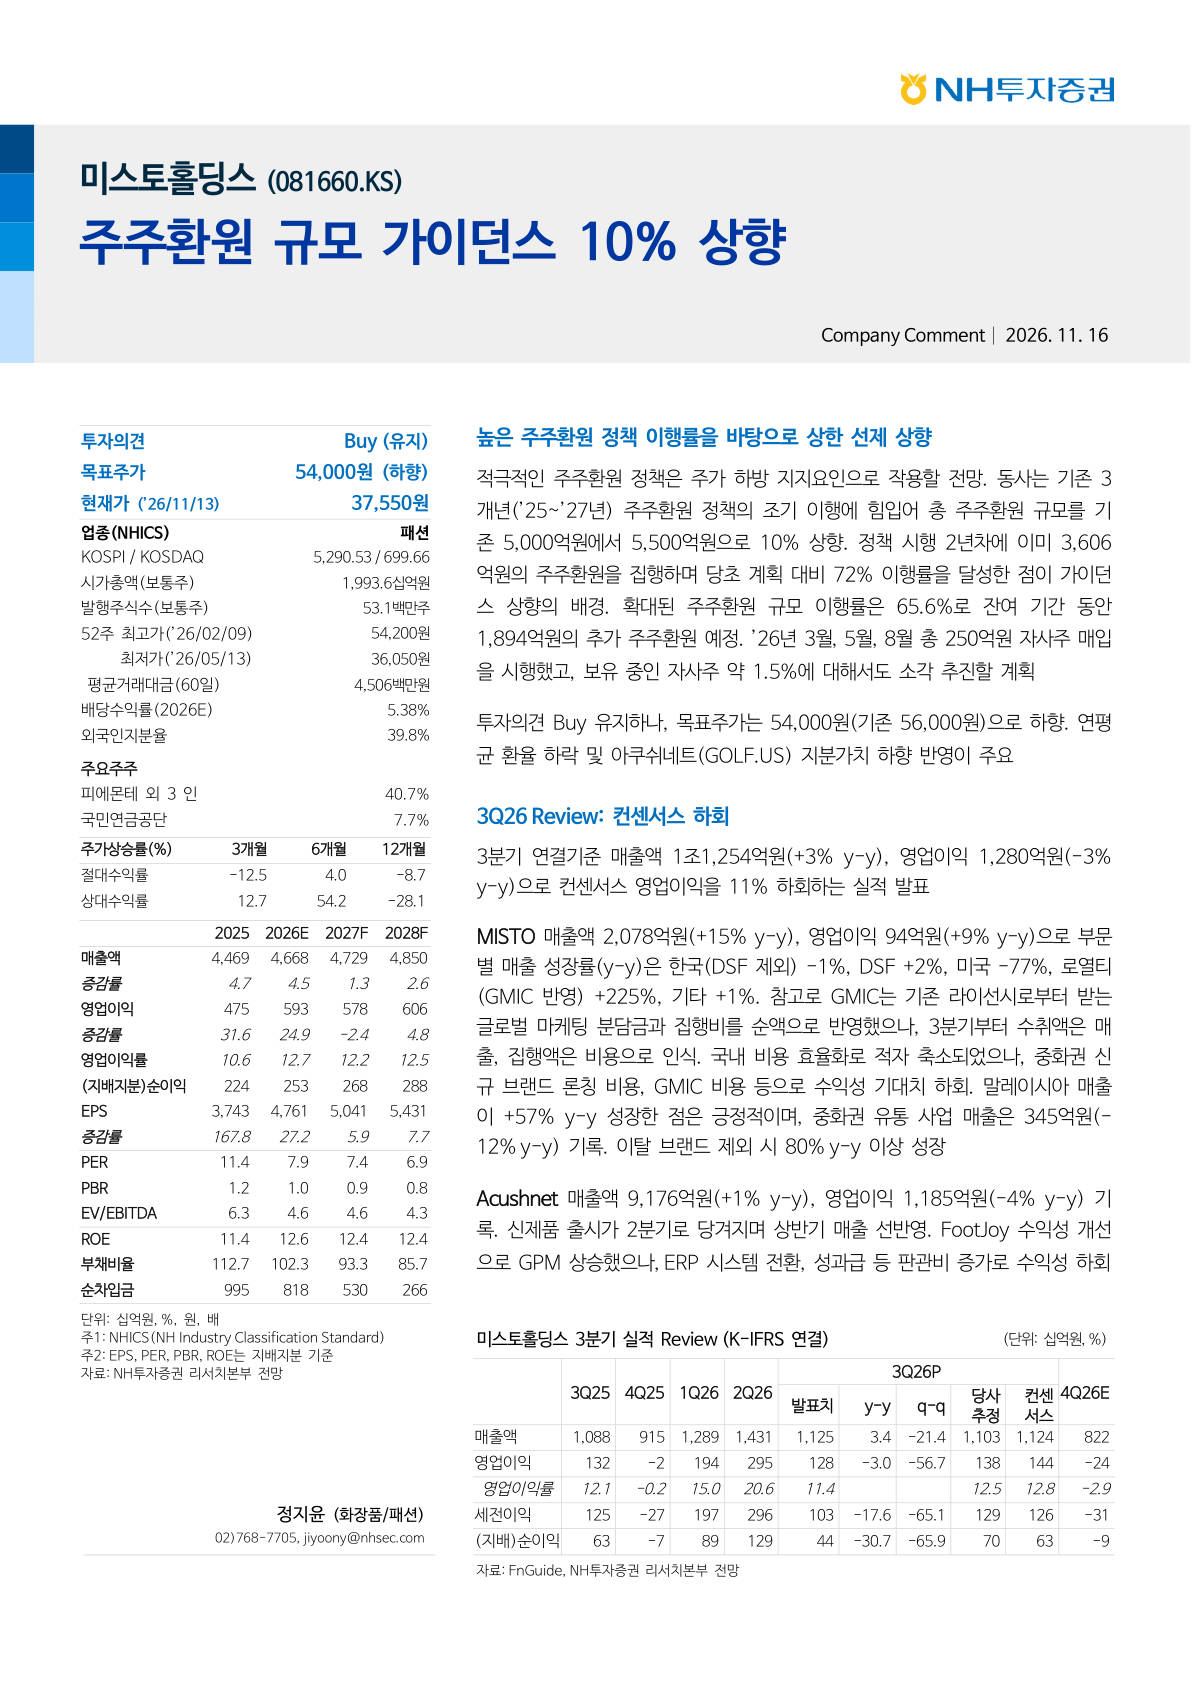 NH투자증권
미스토홀딩스 (081660.KS)
주주환원 규모 가이던스 10% 상향
Company Comment | 2026. 11. 16
투자의견 Buy (유지)
목표주가 54,000원 (하향)
현재가 ('26/11/13) 37,550원
업종(NHICS) 패션
KOSPI / KOSDAQ 5,290.53 / 699.66
시가총액(보통주) 1,993.6십억원
발행주식수(보통주) 53.1백만주
52주 최고가('26/02/09) 54,200원
최저가('26/05/13) 36,050원
평균거래대금(60일) 4,506백만원
배당수익률(2026E) 5.38%
외국인지분율 39.8%
주요주주
피에몬테 외 3 인 40.7%
국민연금공단 7.7%
주가상승률(%) 3개월 6개월 12개월
절대수익률 -12.5 4.0 -8.7
상대수익률 12.7 54.2 -28.1
2025 2026E 2027F 2028F
매출액 4,469 4,668 4,729 4,850
증감률 4.7 4.5 1.3 2.6
영업이익 475 593 578 606
증감률 31.6 24.9 -2.4 4.8
영업이익률 10.6 12.7 12.2 12.5
(지배지분)순이익 224 253 268 288
EPS 3,743 4,761 5,041 5,431
증감률 167.8 27.2 5.9 7.7
PER 11.4 7.9 7.4 6.9
PBR 1.2 1.0 0.9 0.8
EV/EBITDA 6.3 4.6 4.6 4.3
ROE 11.4 12.6 12.4 12.4
부채비율 112.7 102.3 93.3 85.7
순차입금 995 818 530 266
단위: 십억원, %, 원, 배
주1: NHICS(NH Industry Classification Standard)
주2: EPS, PER, PBR, ROE는 지배지분 기준
자료: NH투자증권 리서치본부 전망
정지윤 (화장품/패션)
02)768-7705, jiyoony@nhsec.com
높은 주주환원 정책 이행률을 바탕으로 상한 선제 상향
적극적인 주주환원 정책은 주가 하방 지지요인으로 작용할 전망. 동사는 기존 3
개년('25~'27년) 주주환원 정책의 조기 이행에 힘입어 총 주주환원 규모를 기
존 5,000억원에서 5,500억원으로 10% 상향. 정책 시행 2년차에 이미 3,606
억원의 주주환원을 집행하며 당초 계획 대비 72% 이행률을 달성한 점이 가이던
스 상향의 배경. 확대된 주주환원 규모 이행률은 65.6%로 잔여 기간 동안
1,894억원의 추가 주주환원 예정. '26년 3월, 5월, 8월 총 250억원 자사주 매입
을 시행했고, 보유 중인 자사주 약 1.5%에 대해서도 소각 추진할 계획
투자의견 Buy 유지하나, 목표주가는 54,000원(기존 56,000원)으로 하향. 연평
균 환율 하락 및 아쿠쉬네트(GOLF.US) 지분가치 하향 반영이 주요
3Q26 Review: 컨센서스 하회
3분기 연결기준 매출액 1조1,254억원(+3% y-y), 영업이익 1,280억원(-3%
y-y)으로 컨센서스 영업이익을 11% 하회하는 실적 발표
MISTO 매출액 2,078억원(+15% y-y), 영업이익 94억원(+9% y-y)으로 부문
별 매출 성장률(y-y)은 한국(DSF 제외) -1%, DSF +2%, 미국 -77%, 로열티
(GMIC 반영) +225%, 기타 +1%. 참고로 GMIC는 기존 라이선시로부터 받는
글로벌 마케팅 분담금과 집행비를 순액으로 반영했으나, 3분기부터 수취액은 매
출, 집행액은 비용으로 인식. 국내 비용 효율화로 적자 축소되었으나, 중화권 신
규 브랜드 론칭 비용, GMIC 비용 등으로 수익성 기대치 하회. 말레이시아 매출
이 +57% y-y 성장한 점은 긍정적이며, 중화권 유통 사업 매출은 345억원(-
12% y-y) 기록. 이탈 브랜드 제외 시 80% y-y 이상 성장
Acushnet 매출액 9,176억원(+1% y-y), 영업이익 1,185억원(-4% y-y) 기
록. 신제품 출시가 2분기로 당겨지며 상반기 매출 선반영. FootJoy 수익성 개선
으로 GPM 상승했으나, ERP 시스템 전환, 성과급 등 판관비 증가로 수익성 하회
미스토홀딩스 3분기 실적 Review (K-IFRS 연결) (단위: 십억원, %)
3Q25 4Q25 1Q26 2Q26 3Q26P 4Q26E
발표치 y-y q-q 당사추정 컨센서스
매출액 1,088 915 1,289 1,431 1,125 3.4 -21.4 1,103 1,124 822
영업이익 132 -2 194 295 128 -3.0 -56.7 138 144 -24
영업이익률 12.1 -0.2 15.0 20.6 11.4 12.5 12.8 -2.9
세전이익 125 -27 197 296 103 -17.6 -65.1 129 126 -31
(지배)순이익 63 -7 89 129 44 -30.7 -65.9 70 63 -9
자료: FnGuide, NH투자증권 리서치본부 전망